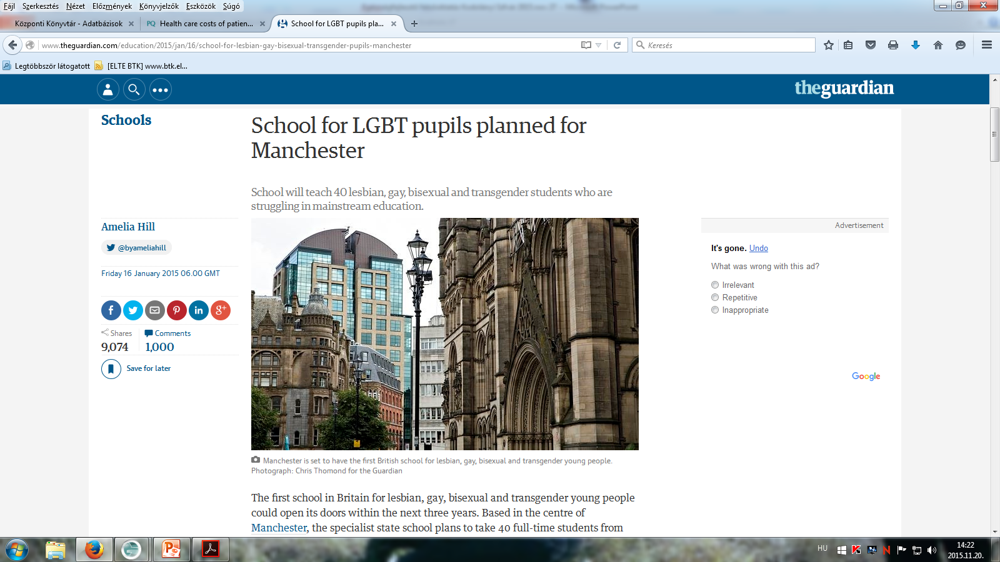 Fájl Szerkesztés Nézet Előzmények Könyvjelzők Eszközök Súgó
Központi Könyvtár - Adatbázisok
PQ Health care costs of patien...
School for LGBT pupils pla...
www.theguardian.com/education/2015/jan/16/school-for-lesbian-gay-bisexual-transgender-pupils-manchester
Keresés
Legtöbbször látogatott
[ELTE BTK] www.btk.el...
theguardian
Schools
School for LGBT pupils planned for
Manchester
School will teach 40 lesbian, gay, bisexual and transgender students who are
struggling in mainstream education.
Amelia Hill
@byameliahill
Friday 16 January 2015 06.00 GMT
Shares
9,074
Comments
1,000
Save for later
Advertisement
It's gone. Undo
What was wrong with this ad?
Irrelevant
Repetitive
Inappropriate
Google
Manchester is set to have the first British school for lesbian, gay, bisexual and transgender young people.
Photograph: Chris Thomond for the Guardian
The first school in Britain for lesbian, gay, bisexual and transgender young people
could open its doors within the next three years. Based in the centre of
Manchester, the specialist state school plans to take 40 full-time students from
HU
14:22
2015.11.20.